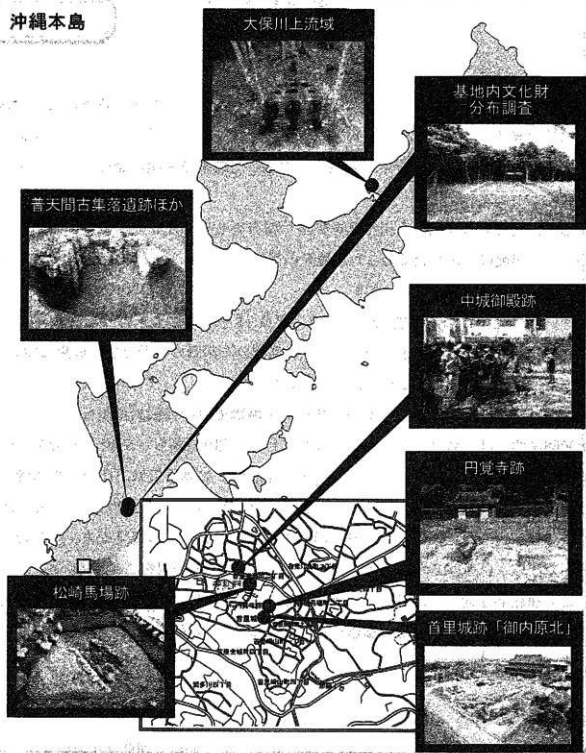 沖縄本島
大保川上流域
基地内文化財
分布調査
普天間古集落遺跡ほか
中城御殿跡
円覚寺跡
松崎馬場跡
首里城跡「御内原北」